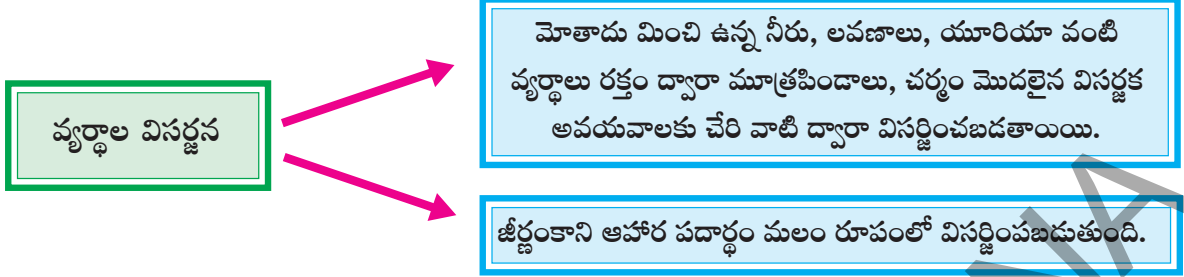 వ్యర్థాల విసర్జన
మోతాదు మించి ఉన్న నీరు, లవణాలు, యూరియా వంటి
వ్యర్థాలు రక్తం ద్వారా మూత్రపిండాలు, చర్మం మొదలైన విసర్జక
అవయవాలకు చేరి వాటి ద్వారా విసర్జించబడతాయి.
జీర్ణంకాని ఆహార పదార్థం మలం రూపంలో విసర్జింపబడుతుంది.